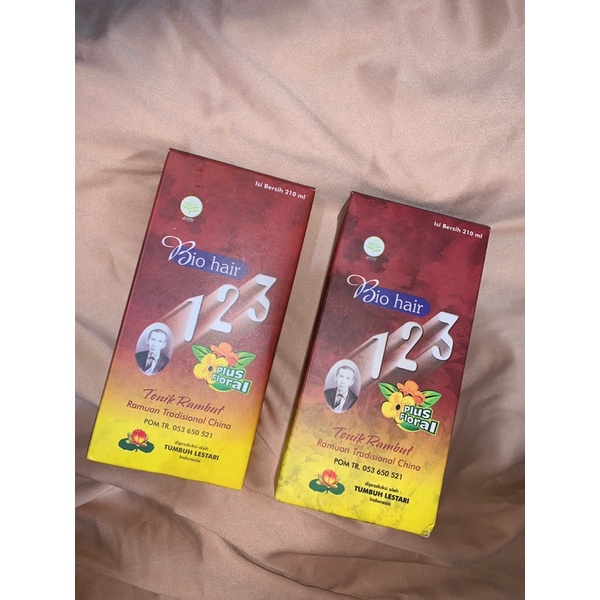 Isi Bersih 210 ml
JAMU
Bio hair
123
Plus
Floral
Tonik Rambut
Ramuan Tradisional China
POM TR. 053 650 521
diproduksi oleh
TUMBUH LESTARI
Indonesia
Isi Bersih 210 ml
JAMU
Bio hair
123
Plus
Floral
Tonik Rambut
Ramuan Tradisional China
POM TR. 053 650 521
diproduksi oleh
TUMBUH LESTARI
Indonesia